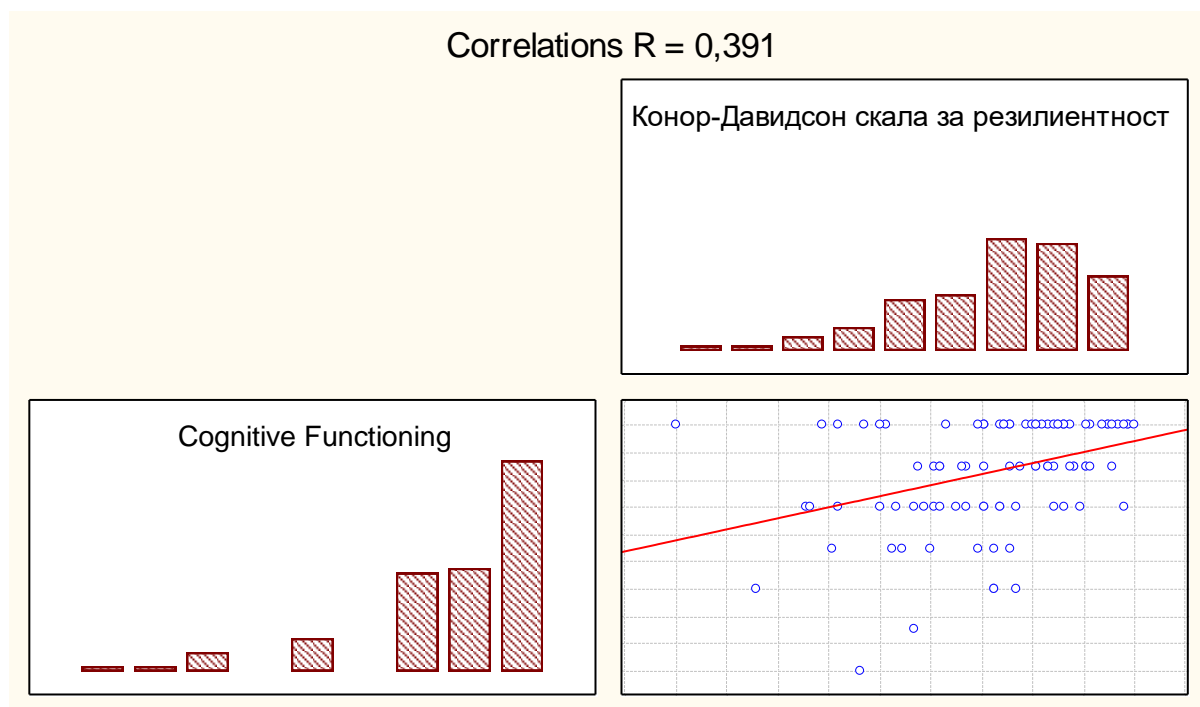 Correlations R = 0,391
Конор-Давидсон скала за резилиентност
Cognitive Functioning